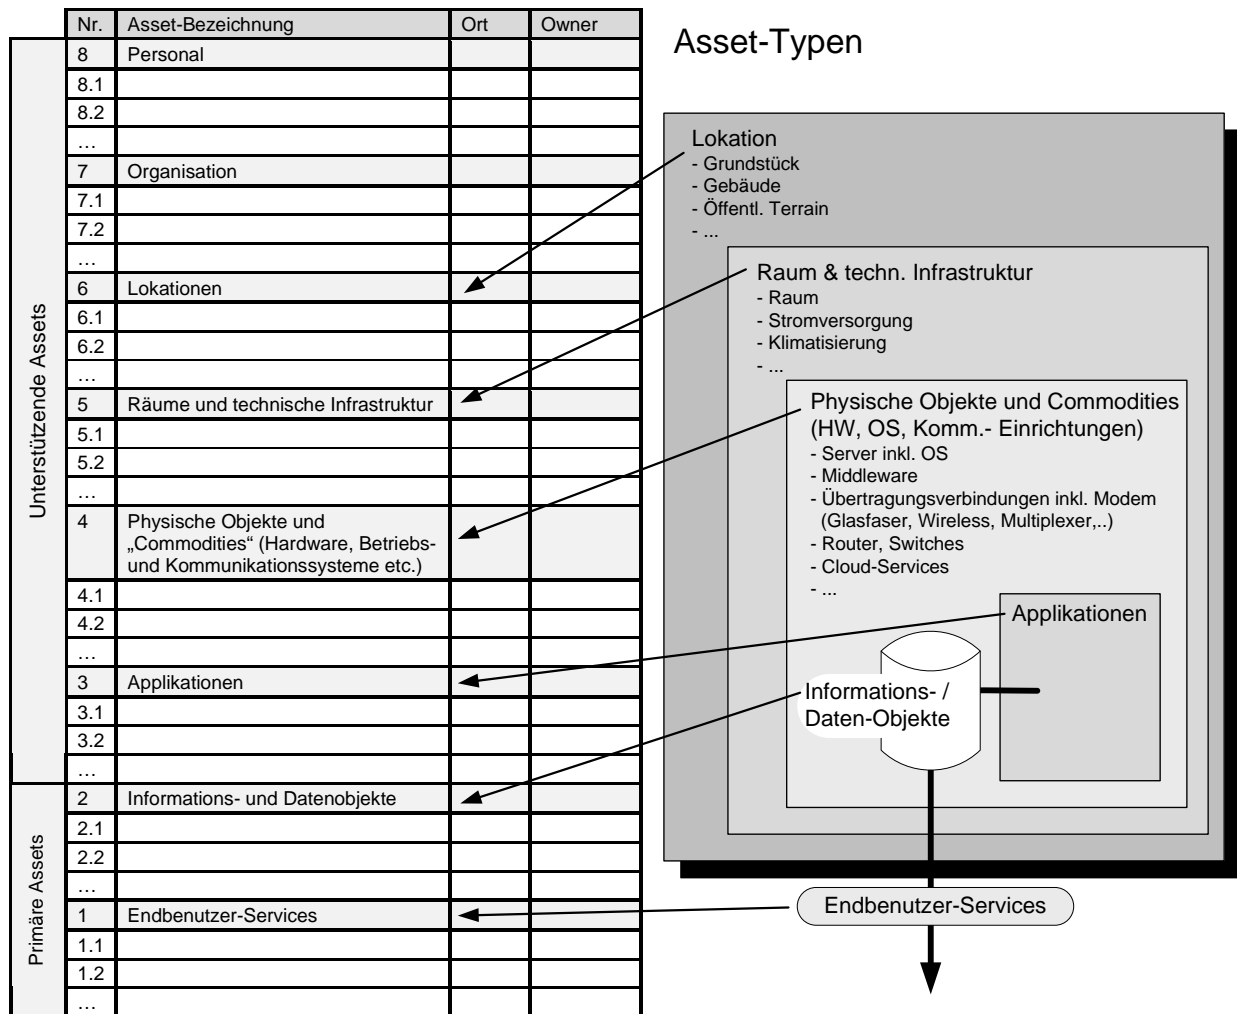 Nr. Asset-Bezeichnung Ort Owner
8 Personal
8.1
8.2
...
7 Organisation
7.1
7.2
...
6 Lokationen
6.1
6.2
...
5 Räume und technische Infrastruktur
5.1
5.2
...
4 Physische Objekte und
„Commodities“ (Hardware, Betriebs-
und Kommunikationssysteme etc.)
4.1
4.2
...
3 Applikationen
3.1
3.2
...
2 Informations- und Datenobjekte
2.1
2.2
...
1 Endbenutzer-Services
1.1
1.2
...
Unterstützende Assets
Primäre Assets
Asset-Typen
Lokation
- Grundstück
- Gebäude
- Öffentl. Terrain
- ...
Raum & techn. Infrastruktur
- Raum
- Stromversorgung
- Klimatisierung
- ...
Physische Objekte und Commodities
(HW, OS, Komm.- Einrichtungen)
- Server inkl. OS
- Middleware
- Übertragungsverbindungen inkl. Modem
(Glasfaser, Wireless, Multiplexer,..)
- Router, Switches
- Cloud-Services
- ...
Applikationen
Informations- /
Daten-Objekte
Endbenutzer-Services